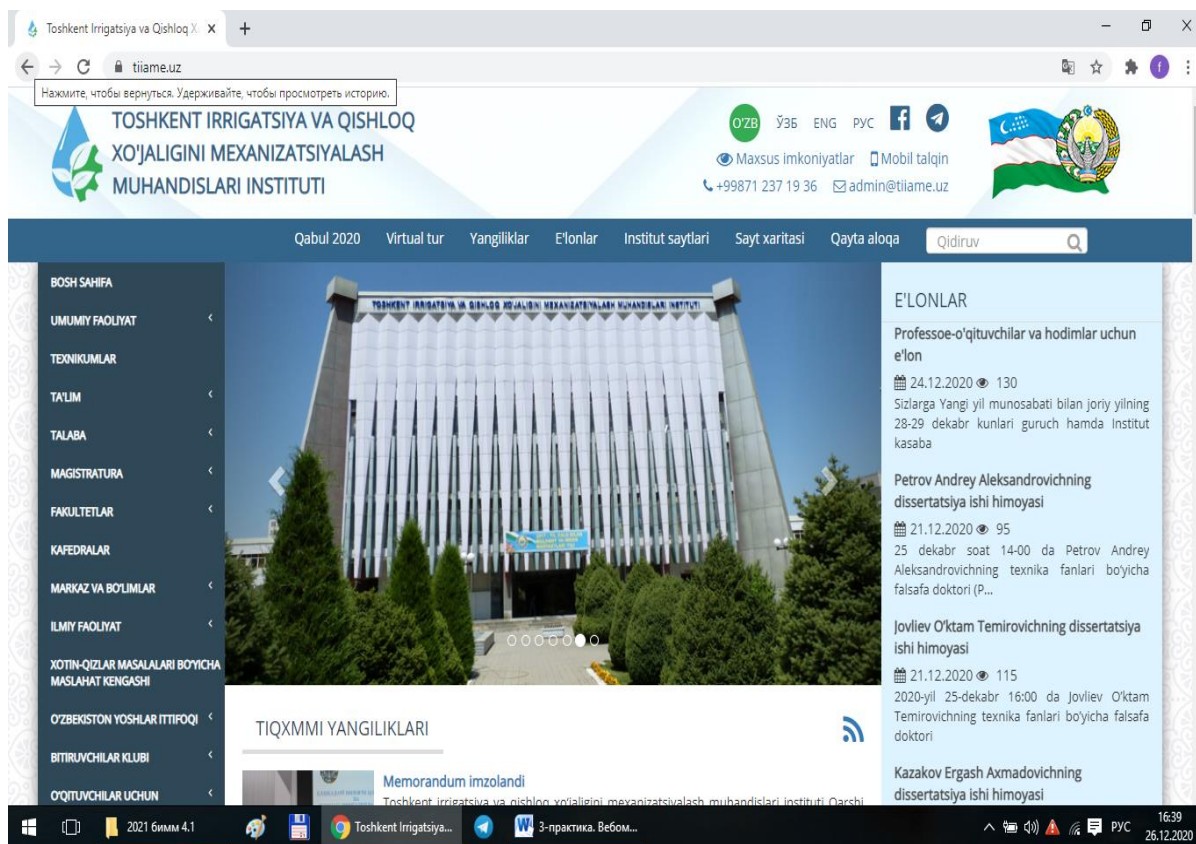 Toshkent Irrigatsiya va Qishloq X
tiiame.uz
f
Нажмите, чтобы вернуться. Удерживайте, чтобы просмотреть историю.
TOSHKENT IRRIGATSIYA VA QISHLOQ
XO'JALIGINI MEXANIZATSIYALASH
MUHANDISLARI INSTITUTI
O'ZB ЎЗБ ENG РУС
Maxsus imkoniyatlar Mobil talqin
+99871 237 19 36 admin@tiiame.uz
Qabul 2020 Virtual tur Yangiliklar E'lonlar Institut saytlari Sayt xaritasi Qayta aloqa Qidiruv
BOSH SAHIFA
UMUMIY FAOLIYAT
TEXNIKUMLAR
TA'LIM
TALABA
MAGISTRATURA
FAKULTETLAR
KAFEDRALAR
MARKAZ VA BO'LIMLAR
ILMIY FAOLIYAT
XOTIN-QIZLAR MASALALARI BO'YICHA
MASLAHAT KENGASHI
O'ZBEKISTON YOSHLAR ITTIFOQI
BITIRUVCHILAR KLUBI
O'QITUVCHILAR UCHUN
TOSHKENT IRRIGATSIYA VA QISHLOQ XO'JALIGINI MEXANIZATSIYALASH MUHANDISLARI INSTITUTI
TIQXMMI YANGILIKLARI
Memorandum imzolandi
Toshkent irrigatsiya va qishloq xo'jaligini mexanizatsiyalash muhandislari instituti Qarshi
E'LONLAR
Professoe-o'qituvchilar va hodimlar uchun
e'lon
24.12.2020 130
Sizlarga Yangi yil munosabati bilan joriy yilning
28-29 dekabr kunlari guruch hamda Institut
kasaba
Petrov Andrey Aleksandrovichning
dissertatsiya ishi himoyasi
21.12.2020 95
25 dekabr soat 14-00 da Petrov Andrey
Aleksandrovichning texnika fanlari bo'yicha
falsafa doktori (P...
Jovliev O'ktam Temirovichning dissertatsiya
ishi himoyasi
21.12.2020 115
2020-yil 25-dekabr 16:00 da Jovliev O'ktam
Temirovichning texnika fanlari bo'yicha falsafa
doktori
Kazakov Ergash Axmadovichning
dissertatsiya ishi himoyasi
2021 бимм 4.1 Toshkent Irrigatsiya... 3-практика. Вебом... РУС 16:39
26.12.2020